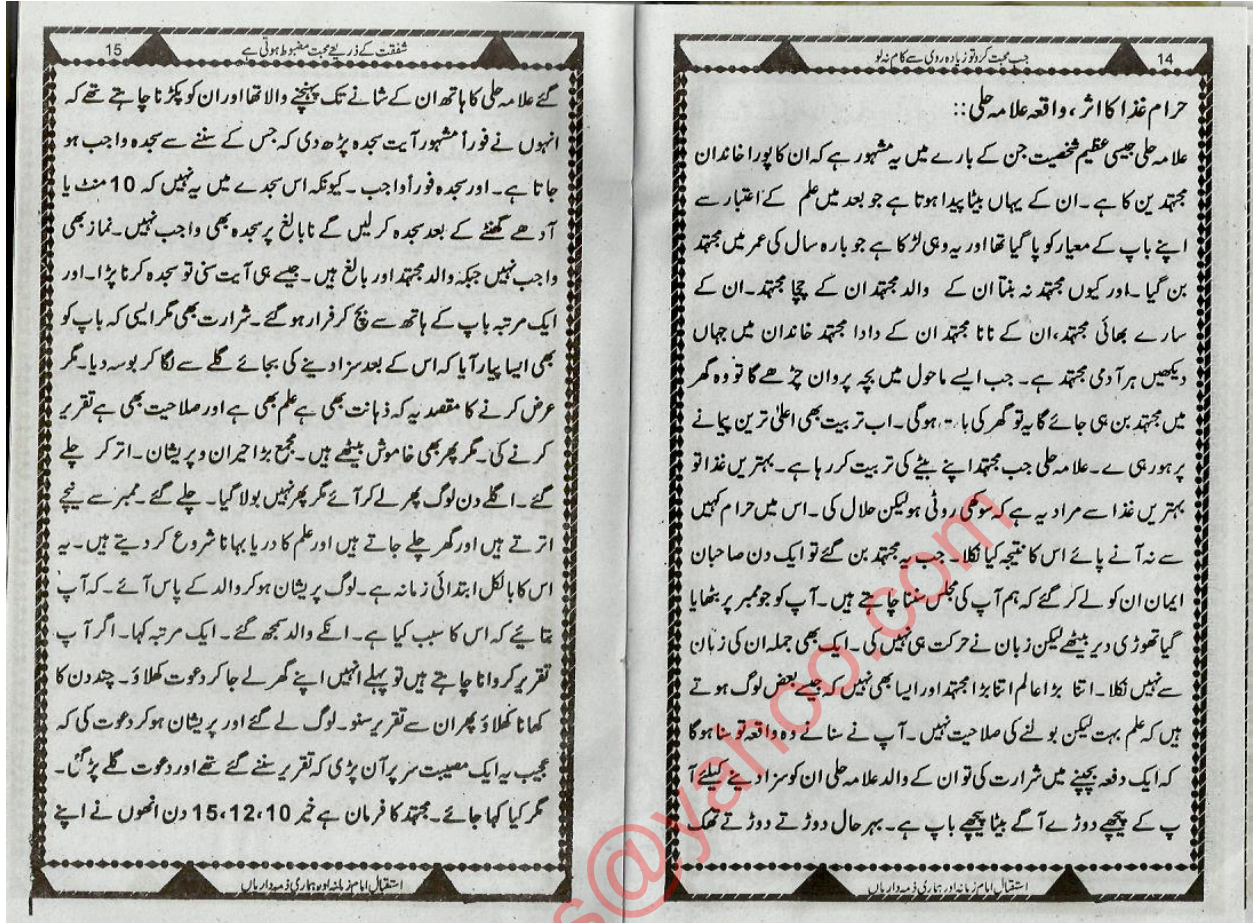 14
جب محبت کرو تو زیادہ روی سے کام نہ لو
حرام غذا کا اثر، واقعہ علامہ حلی::
علامہ حلی جیسی عظیم شخصیت جن کے بارے میں یہ مشہور ہے کہ ان کا پورا خاندان
مجتہدین کا ہے۔ ان کے یہاں بیٹا پیدا ہوتا ہے جو بعد میں علم کے اعتبار سے
اپنے باپ کے معیار کو پا گیا تھا اور یہ وہی لڑکا ہے جو بارہ سال کی عمر میں مجتہد
بن گیا ۔اور کیوں مجتہد نہ بنتا ان کے والد مجتہد ان کے چچا مجتہد۔ان کے
سارے بھائی مجتہد،ان کے نانا مجتہد ان کے دادا مجتہد خاندان میں جہاں
دیکھیں ہر آدمی مجتہد ہے۔ جب ایسے ماحول میں بچہ پروان چڑھے گا تو وہ گھر
میں مجتہد بن ہی جائے گا یہ تو گھر کی بات ہوگی۔اب تربیت بھی اعلیٰ ترین پیمانے
پر ہورہی ے۔علامہ حلی جب مجتہد اپنے بیٹے کی تربیت کررہا ہے۔بہترین غذا تو
بہترین غذا سے مراد یہ ہے کہ سوکھی روٹی ہو لیکن حلال کی۔اس میں حرام کہیں
سے نہ آنے پائے اس کا نتیجہ کیا نکلا۔ جب یہ مجتہد بن گئے تو ایک دن صاحبان
ایمان ان کو لے کر گئے کہ ہم آپ کی مجلس سننا چاہتے ہیں۔آپ کو جو ممبر پر بٹھایا
گیا تھوڑی دیر بیٹھے لیکن زبان نے حرکت ہی نہیں کی۔ایک بھی جملہ ان کی زبان
سے نہیں نکلا۔اتنا بڑا عالم اتنا بڑا مجتہد اور ایسا بھی نہیں کہ جیسے بعض لوگ ہوتے
ہیں کہ علم بہت لیکن بولنے کی صلاحیت نہیں۔آپ نے سنا نے وہ واقعہ تو سنا ہوگا
کہ ایک دفعہ بچپنے میں شرارت کی تو ان کے والد علامہ حلی ان کو سزا دینے کیلئے آ
پ کے پیچھے دوڑے آگے بیٹا پیچھے باپ ہے۔بہرحال دوڑتے دوڑتے تھک
استقبال امام زمانہ اور ہماری ذمہ داریاں
15
شفقت کے ذریعے محبت مضبوط ہوتی ہے
گئے علامہ حلی کا ہاتھ ان کے شانے تک پہنچنے والا تھا اور ان کو پکڑنا چاہتے تھے کہ
انہوں نے فوراً مشہور آیت سجدہ پڑھ دی کہ جس کے سننے سے سجدہ واجب ہو
جاتا ہے۔اور سجدہ فوراً واجب ۔کیونکہ اس سجدے میں یہ نہیں کہ 10 منٹ یا
آدھے گھنٹے کے بعد سجدہ کرلیں گے نابالغ پر سجدہ بھی واجب نہیں۔نماز بھی
واجب نہیں جبکہ والد مجتہد اور بالغ ہیں۔جیسے ہی آیت سنی تو سجدہ کرنا پڑا۔اور
ایک مرتبہ باپ کے ہاتھ سے بچ کر فرار ہوگئے۔شرارت بھی مگر ایسی کہ باپ کو
بھی ایسا پیار آیا کہ اس کے بعد سزا دینے کی بجائے گلے سے لگا کر بوسہ دیا۔مگر
عرض کرنے کا مقصد یہ کہ ذہانت بھی ہے علم بھی ہے اور صلاحیت بھی ہے تقریر
کرنے کی۔مگر پھر بھی خاموش بیٹھے ہیں۔مجمع بڑا حیران و پریشان۔اتر کر چلے
گئے۔اگلے دن لوگ پھر لے کر آئے مگر پھر نہیں بولا گیا۔ چلے گئے۔ممبر سے نیچے
اترتے ہیں اور گھر چلے جاتے ہیں اور علم کا دریا بہانا شروع کردیتے ہیں۔یہ
اس کا بالکل ابتدائی زمانہ ہے۔لوگ پریشان ہوکر والد کے پاس آئے۔کہ آپ
بتائیے کہ اس کا سبب کیا ہے۔انکے والد سمجھ گئے۔ایک مرتبہ کہا۔اگر آپ
تقریر کروانا چاہتے ہیں تو پہلے انہیں اپنے گھر لے جا کر دعوت کھلاؤ۔چند دن کا
کھانا کھلاؤ پھر ان سے تقریر سنو۔لوگ لے گئے اور پریشان ہوکر دعوت کی کہ
عجیب یہ ایک مصیبت سر پر آن پڑی کہ تقریر سننے گئے تھے اور دعوت گلے پڑ گئی۔
مگر کیا کہا جائے۔مجتہد کا فرمان ہے خیر 10،12،15 دن انھوں نے اپنے
استقبال امام زمانہ اور ہماری ذمہ داریاں
s@yahoo.com